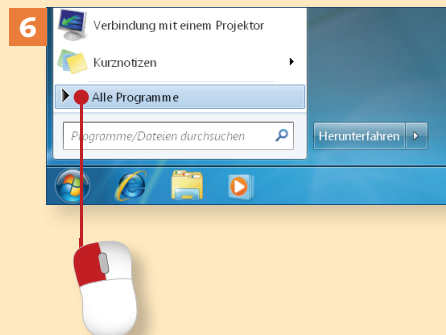 6
Verbindung mit einem Projektor
Kurznotizen
Alle Programme
Programme/Dateien durchsuchen
Herunterfahren